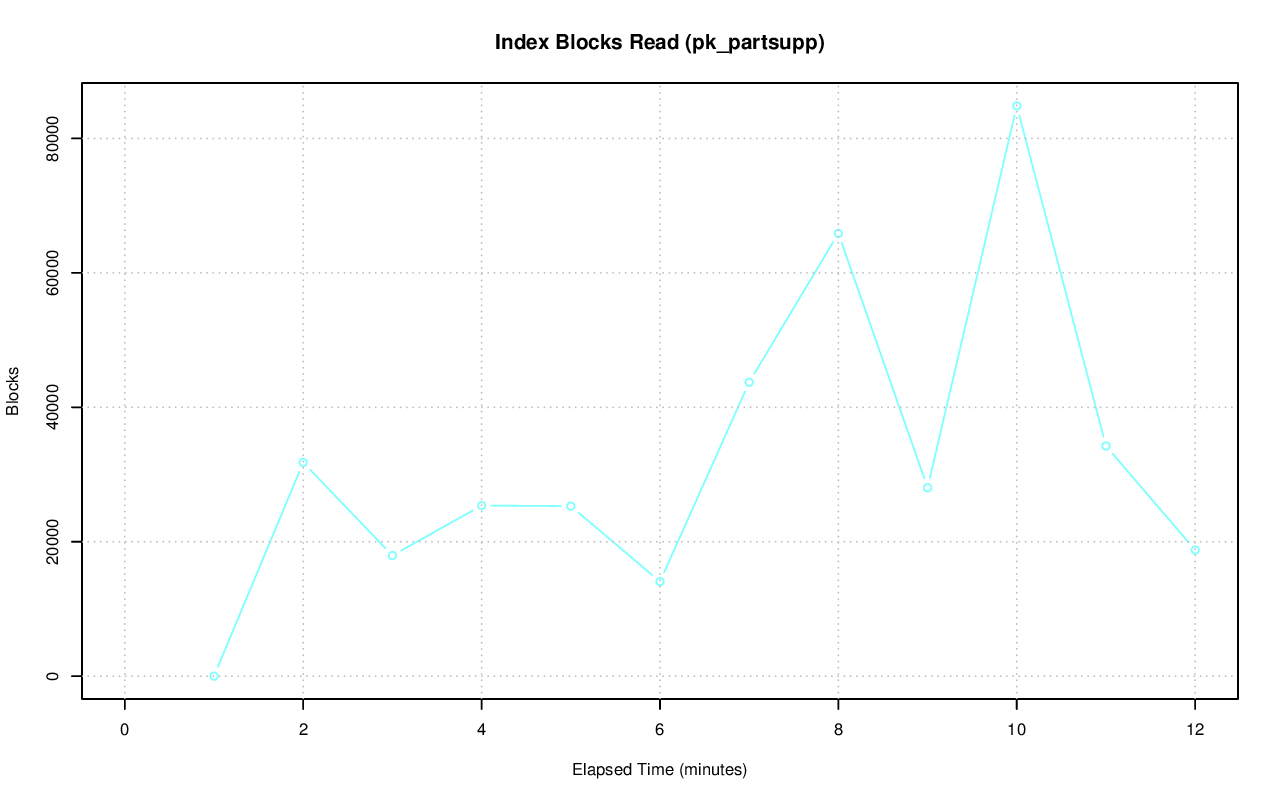 Index Blocks Read (pk_partsupp)
80000
60000
40000
20000
0
Blocks
0 2 4 6 8 10 12
Elapsed Time (minutes)